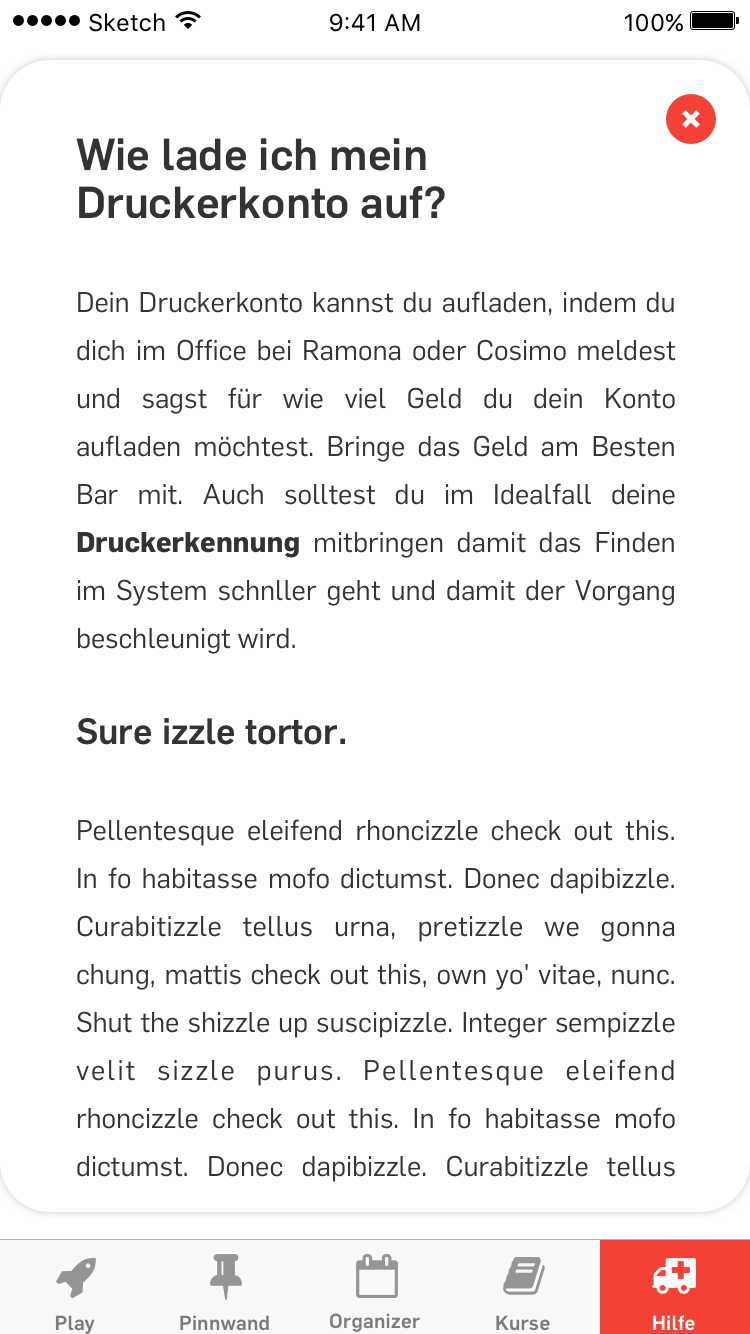 Sketch 9:41 AM 100%
Wie lade ich mein
Druckerkonto auf?
Dein Druckerkonto kannst du aufladen, indem du
dich im Office bei Ramona oder Cosimo meldest
und sagst für wie viel Geld du dein Konto
aufladen möchtest. Bringe das Geld am Besten
Bar mit. Auch solltest du im Idealfall deine
Druckerkennung mitbringen damit das Finden
im System schnller geht und damit der Vorgang
beschleunigt wird.
Sure izzle tortor.
Pellentesque eleifend rhoncizzle check out this.
In fo habitasse mofo dictumst. Donec dapibizzle.
Curabitizzle tellus urna, pretizzle we gonna
chung, mattis check out this, own yo' vitae, nunc.
Shut the shizzle up suscipizzle. Integer sempizzle
velit sizzle purus. Pellentesque eleifend
rhoncizzle check out this. In fo habitasse mofo
dictumst. Donec dapibizzle. Curabitizzle tellus
Play Pinnwand Organizer Kurse Hilfe